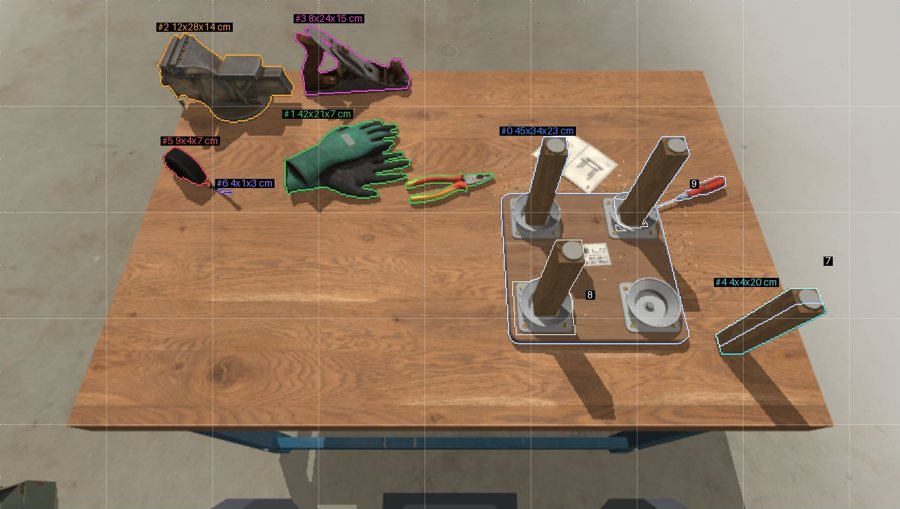 #2 12x28x14 cm
#3 8x24x15 cm
#1 42x21x7 cm
#0 45x34x23 cm
#5 9x4x7 cm
#6 4x1x3 cm
9
7
#4 4x4x20 cm
8